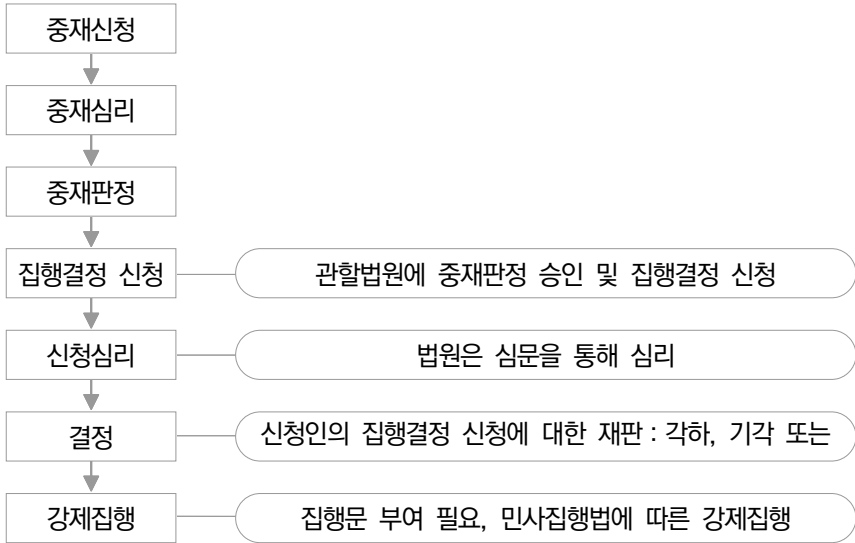 중재신청
중재심리
중재판정
집행결정 신청
관할법원에 중재판정 승인 및 집행결정 신청
신청심리
법원은 심문을 통해 심리
결정
신청인의 집행결정 신청에 대한 재판 : 각하, 기각 또는
강제집행
집행문 부여 필요, 민사집행법에 따른 강제집행